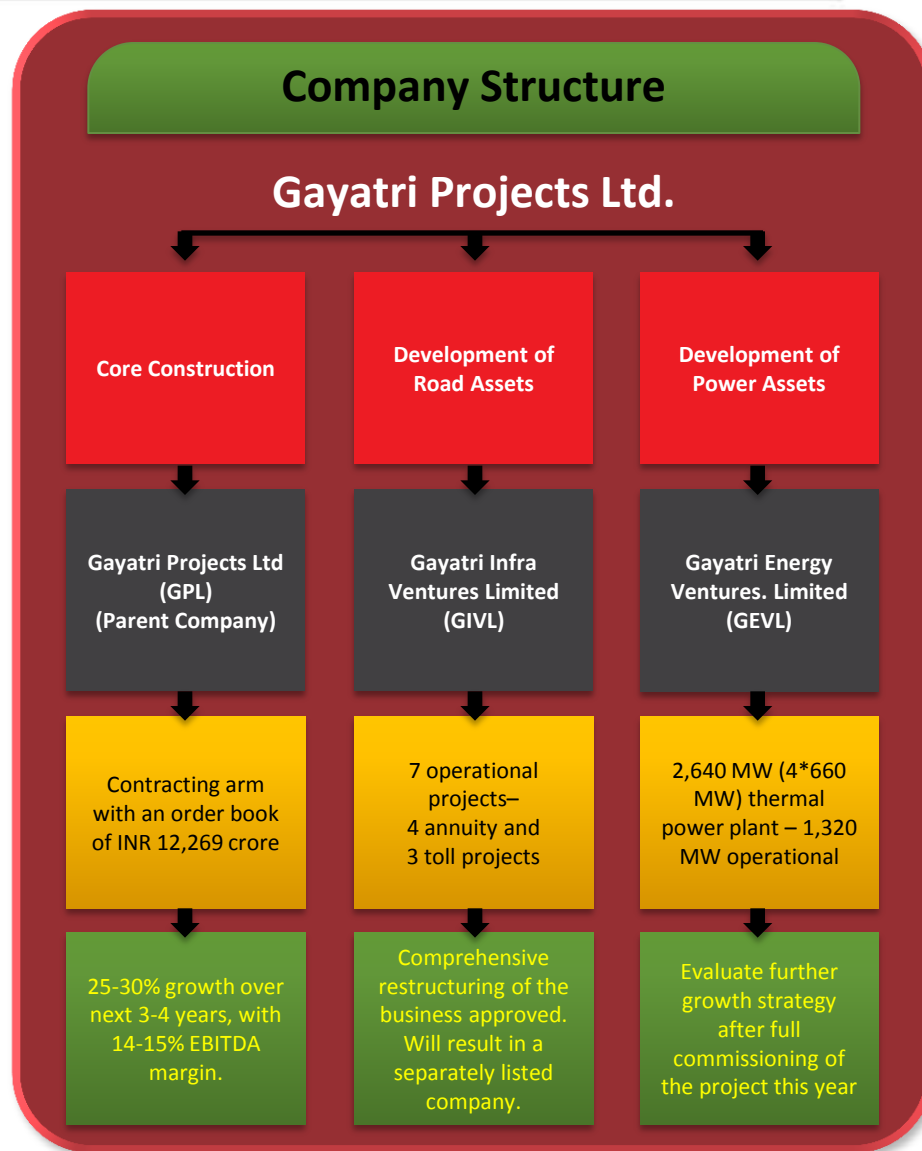 Company Structure
Gayatri Projects Ltd.
Core Construction
Development of
Road Assets
Development of
Power Assets
Gayatri Projects Ltd
(GPL)
(Parent Company)
Gayatri Infra
Ventures Limited
(GIVL)
Gayatri Energy
Ventures. Limited
(GEVL)
Contracting arm
with an order book
of INR 12,269 crore
7 operational
projects–
4 annuity and
3 toll projects
2,640 MW (4*660
MW) thermal
power plant – 1,320
MW operational
25-30% growth over
next 3-4 years, with
14-15% EBITDA
margin.
Comprehensive
restructuring of the
business approved.
Will result in a
separately listed
company.
Evaluate further
growth strategy
after full
commissioning of
the project this year